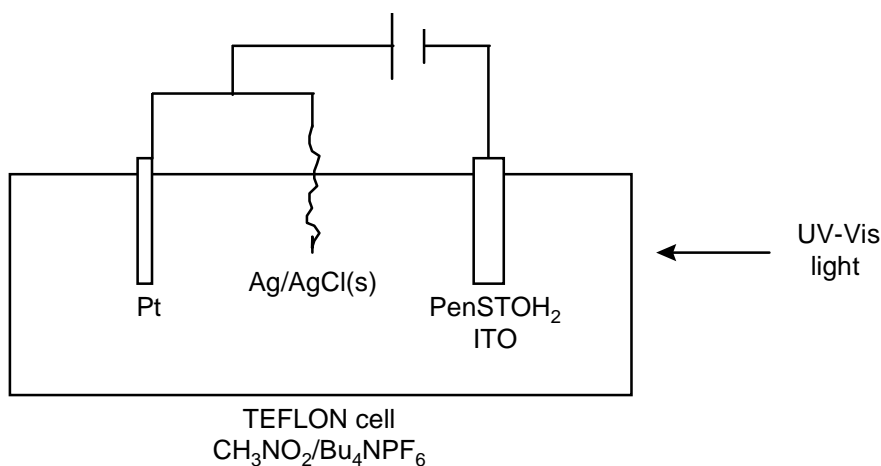 UV-Vis
light
Ag/AgCl(s)
Pt
PenSTOH₂
ITO
TEFLON cell
CH₃NO₂/Bu₄NPF₆